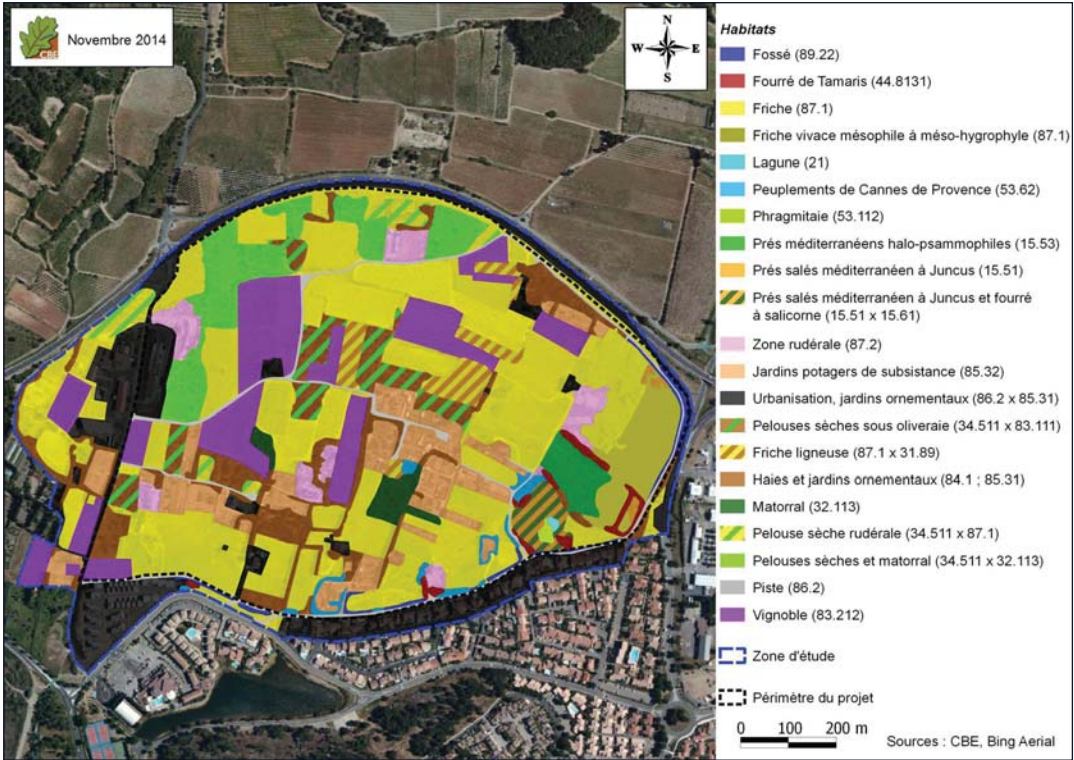 CBE
Novembre 2014
N
W E
S
Habitats
Fossé (89.22)
Fourré de Tamaris (44.8131)
Friche (87.1)
Friche vivace mésophile à méso-hygrophyle (87.1)
Lagune (21)
Peuplements de Cannes de Provence (53.62)
Phragmitaie (53.112)
Prés méditerranéens halo-psammophiles (15.53)
Prés salés méditerranéen à Juncus (15.51)
Prés salés méditerranéen à Juncus et fourré
à salicorne (15.51 x 15.61)
Zone rudérale (87.2)
Jardins potagers de subsistance (85.32)
Urbanisation, jardins ornementaux (86.2 x 85.31)
Pelouses sèches sous oliveraie (34.511 x 83.111)
Friche ligneuse (87.1 x 31.89)
Haies et jardins ornementaux (84.1 ; 85.31)
Matorral (32.113)
Pelouse sèche rudérale (34.511 x 87.1)
Pelouses sèches et matorral (34.511 x 32.113)
Piste (86.2)
Vignoble (83.212)
Zone d'étude
Périmètre du projet
0 100 200 m
Sources : CBE, Bing Aerial